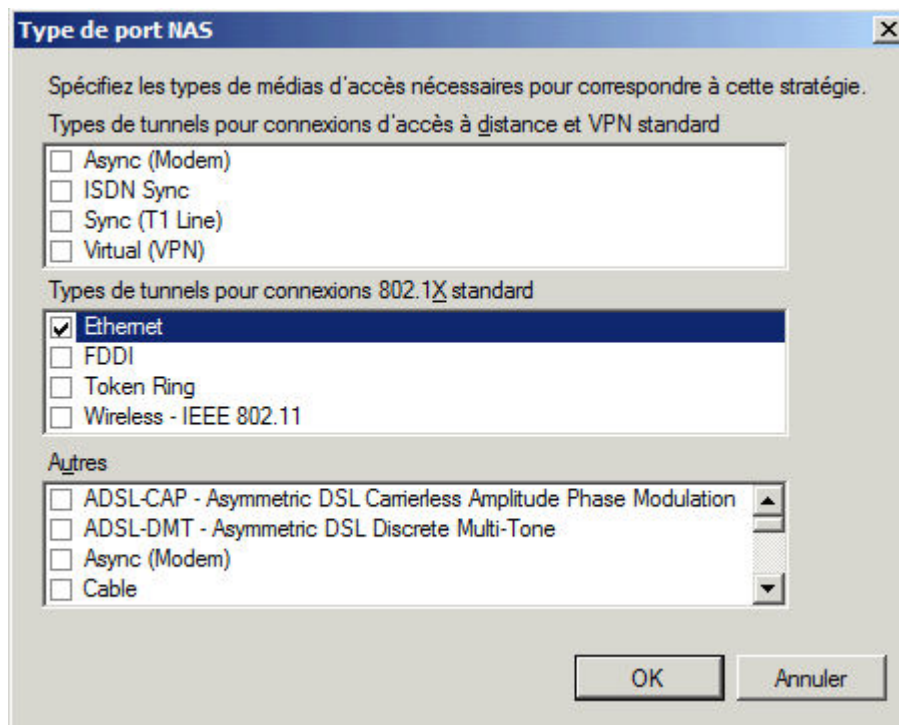 Type de port NAS
Spécifiez les types de médias d'accès nécessaires pour correspondre à cette stratégie.
Types de tunnels pour connexions d'accès à distance et VPN standard
Async (Modem)
ISDN Sync
Sync (T1 Line)
Virtual (VPN)
Types de tunnels pour connexions 802.1X standard
Ethernet
FDDI
Token Ring
Wireless - IEEE 802.11
Autres
ADSL-CAP - Asymmetric DSL Carrierless Amplitude Phase Modulation
ADSL-DMT - Asymmetric DSL Discrete Multi-Tone
Async (Modem)
Cable
OK Annuler